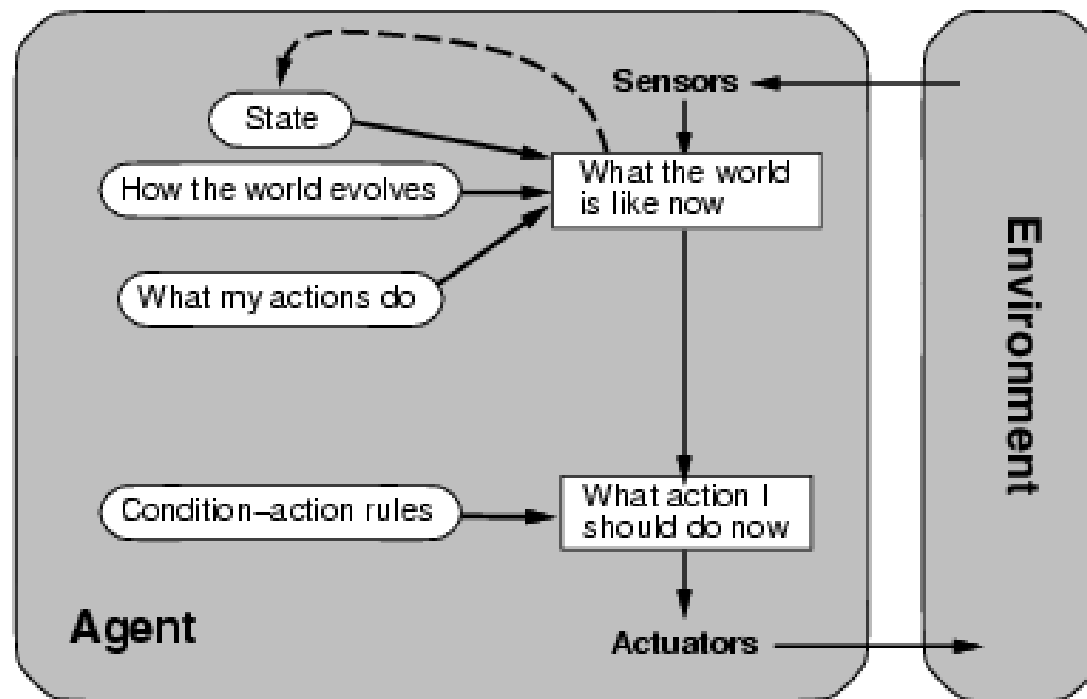 Sensors
State
What the world
is like now
How the world evolves
What my actions do
Condition–action rules
What action I
should do now
Agent
Actuators
Environment